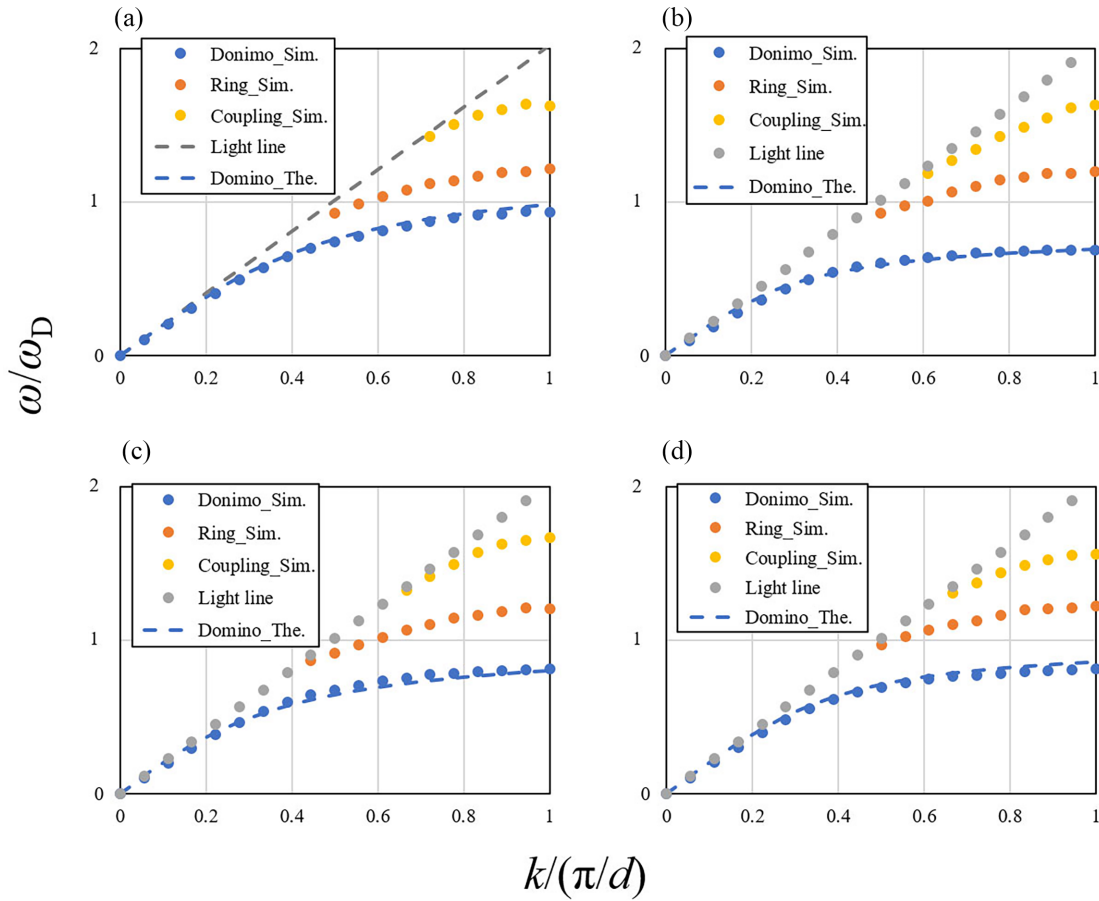 (a)
2
1
0
0
0.2
0.4
0.6
0.8
1
Donimo_Sim.
Ring_Sim.
Coupling_Sim.
Light line
Domino_The.
(b)
2
1
0
0
0.2
0.4
0.6
0.8
1
Donimo_Sim.
Ring_Sim.
Coupling_Sim.
Light line
Domino_The.
ω/ωD
(c)
2
1
0
0
0.2
0.4
0.6
0.8
1
Donimo_Sim.
Ring_Sim.
Coupling_Sim.
Light line
Domino_The.
(d)
2
1
0
0
0.2
0.4
0.6
0.8
1
Donimo_Sim.
Ring_Sim.
Coupling_Sim.
Light line
Domino_The.
k/(π/d)